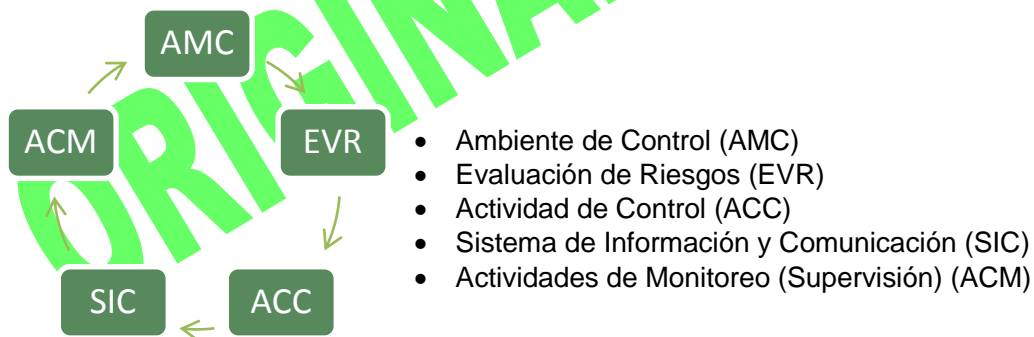 AMC
EVR
ACM
SIC
ACC
• Ambiente de Control (AMC)
• Evaluación de Riesgos (EVR)
• Actividad de Control (ACC)
• Sistema de Información y Comunicación (SIC)
• Actividades de Monitoreo (Supervisión) (ACM)